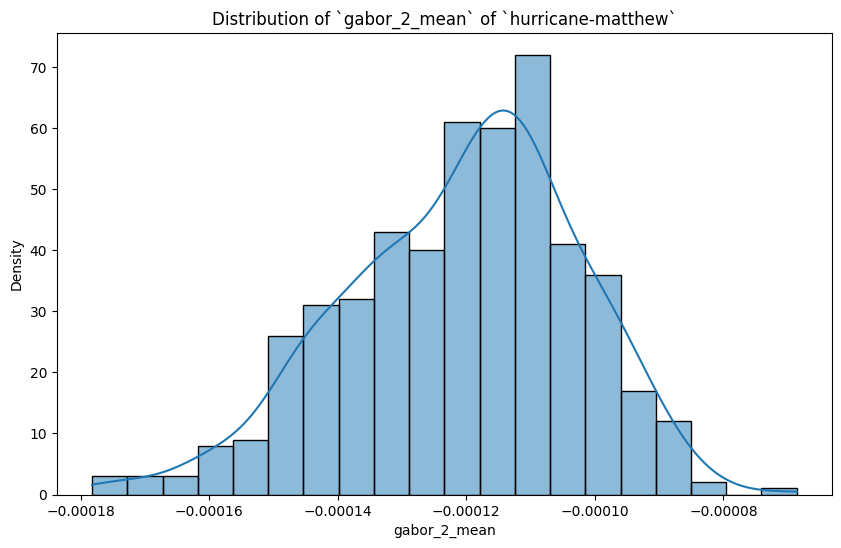 Distribution of `gabor_2_mean` of `hurricane-matthew`
70
60
50
40
30
20
10
0
Density
−0.00018 −0.00016 −0.00014 −0.00012 −0.00010 −0.00008
gabor_2_mean